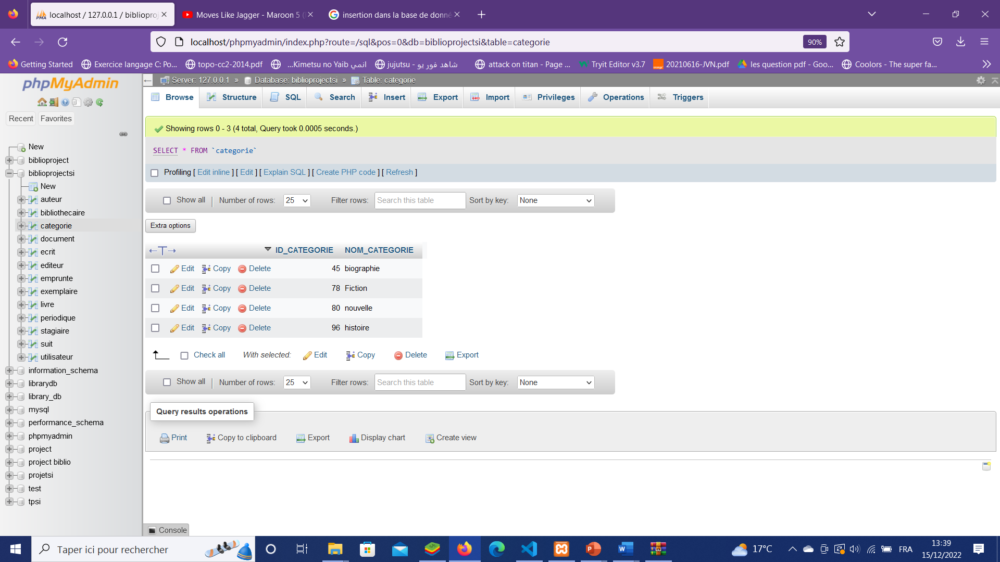 localhost / 127.0.0.1 / biblioproj
Moves Like Jagger - Maroon 5 (
insertion dans la base de donné
localhost/phpmyadmin/index.php?route=/sql&pos=0&db=biblioprojectsi&table=categorie
90%
Getting Started
Exercice langage C: Po...
topo-cc2-2014.pdf
انمي Kimetsu no Yaib...
شاهد فور يو - jujutsu
attack on titan - Page ...
Tryit Editor v3.7
20210616-JVN.pdf
les question pdf - Goo...
Coolors - The super fa...
phpMyAdmin
Recent
Favorites
New
biblioproject
biblioprojectsi
New
auteur
bibliothecaire
categorie
document
ecrit
editeur
emprunte
exemplaire
livre
periodique
stagiaire
suit
utilisateur
information_schema
librarydb
library_db
mysql
performance_schema
phpmyadmin
project
project biblio
projetsi
test
tpsi
Server: 127.0.0.1 » Database: biblioprojectsi » Table: categorie
Browse Structure SQL Search Insert Export Import Privileges Operations Triggers
Showing rows 0 - 3 (4 total, Query took 0.0005 seconds.)
SELECT * FROM `categorie`
Profiling [ Edit inline ] [ Edit ] [ Explain SQL ] [ Create PHP code ] [ Refresh ]
Show all | Number of rows: 25 Filter rows: Search this table Sort by key: None
Extra options
←T→ ID_CATEGORIE NOM_CATEGORIE
Edit Copy Delete 45 biographie
Edit Copy Delete 78 Fiction
Edit Copy Delete 80 nouvelle
Edit Copy Delete 96 histoire
Check all With selected: Edit Copy Delete Export
Show all | Number of rows: 25 Filter rows: Search this table Sort by key: None
Query results operations
Print Copy to clipboard Export Display chart Create view
Console
Taper ici pour rechercher
17°C
FRA
13:39
15/12/2022